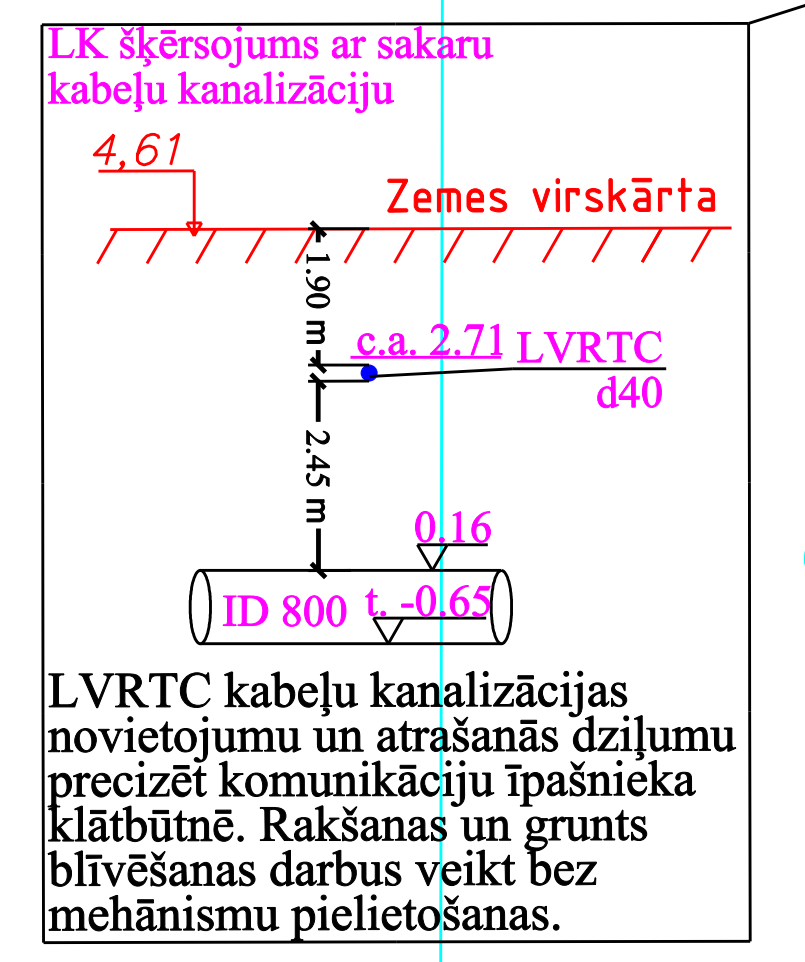 LK šķērsojums ar sakaru
kabeļu kanalizāciju
4,61
Zemes virskārta
1.90 m
c.a. 2.71
LVRTC
d40
2.45 m
0.16
ID 800
t. -0.65
LVRTC kabeļu kanalizācijas
novietojumu un atrašanās dziļumu
precizēt komunikāciju īpašnieka
klātbūtnē. Rakšanas un grunts
blīvēšanas darbus veikt bez
mehānismu pielietošanas.